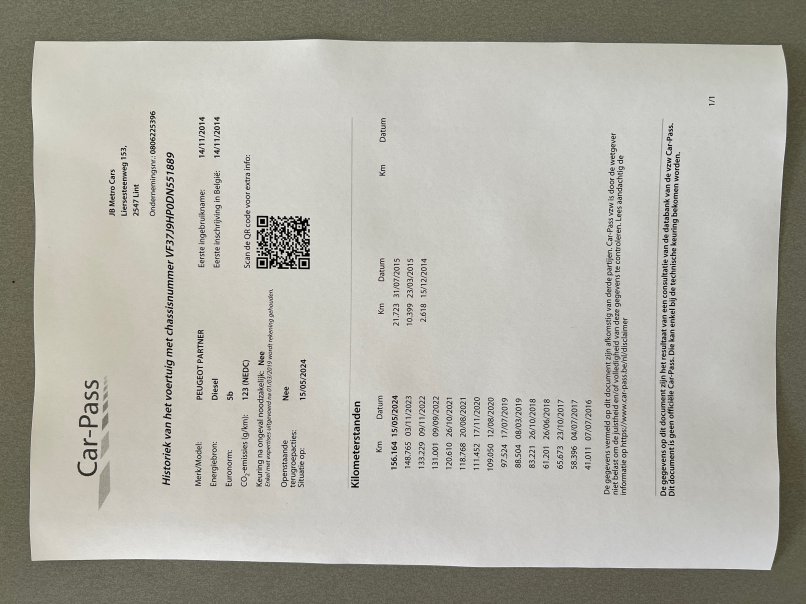 Car-Pass
JB Metro Cars
Liersesteenweg 153,
2547 Lint
Ondernemingsnr.: 0806225396
Historiek van het voertuig met chassisnummer VF37J9HP0DN551889
Merk/Model: PEUGEOT PARTNER
Energiebron: Diesel
Euronorm: 5b
CO2-emissies (g/km): 123 (NEDC)
Keuring na ongeval noodzakelijk: Nee
Enkel met expertises uitgevoerd na 01/03/2019 wordt rekening gehouden.
Openstaande terugroepacties: Nee
Situatie op: 15/05/2024
Eerste ingebruikname: 14/11/2014
Eerste inschrijving in België: 14/11/2014
Scan de QR code voor extra info:
Kilometerstanden
Km Datum
156.164 15/05/2024
148.765 03/11/2023
133.229 09/11/2022
131.001 09/09/2022
120.610 26/10/2021
118.768 20/08/2021
111.452 17/11/2020
109.050 12/08/2020
97.524 17/07/2019
88.504 08/03/2019
83.221 26/10/2018
61.201 26/06/2018
65.673 23/10/2017
58.396 04/07/2017
41.011 07/07/2016
Km Datum
21.723 31/07/2015
10.399 23/03/2015
2.618 15/12/2014
Km Datum
De gegevens vermeld op dit document zijn afkomstig van derde partijen. Car-Pass vzw is door de wetgever
niet belast om de juistheid en/of volledigheid van deze gegevens te controleren. Lees aandachtig de
informatie op https://www.car-pass.be/nl/disclaimer
De gegevens op dit document zijn het resultaat van een consultatie van de databank van de vzw Car-Pass.
Dit document is geen officiële Car-Pass. Die kan enkel bij de technische keuring bekomen worden.
1/1